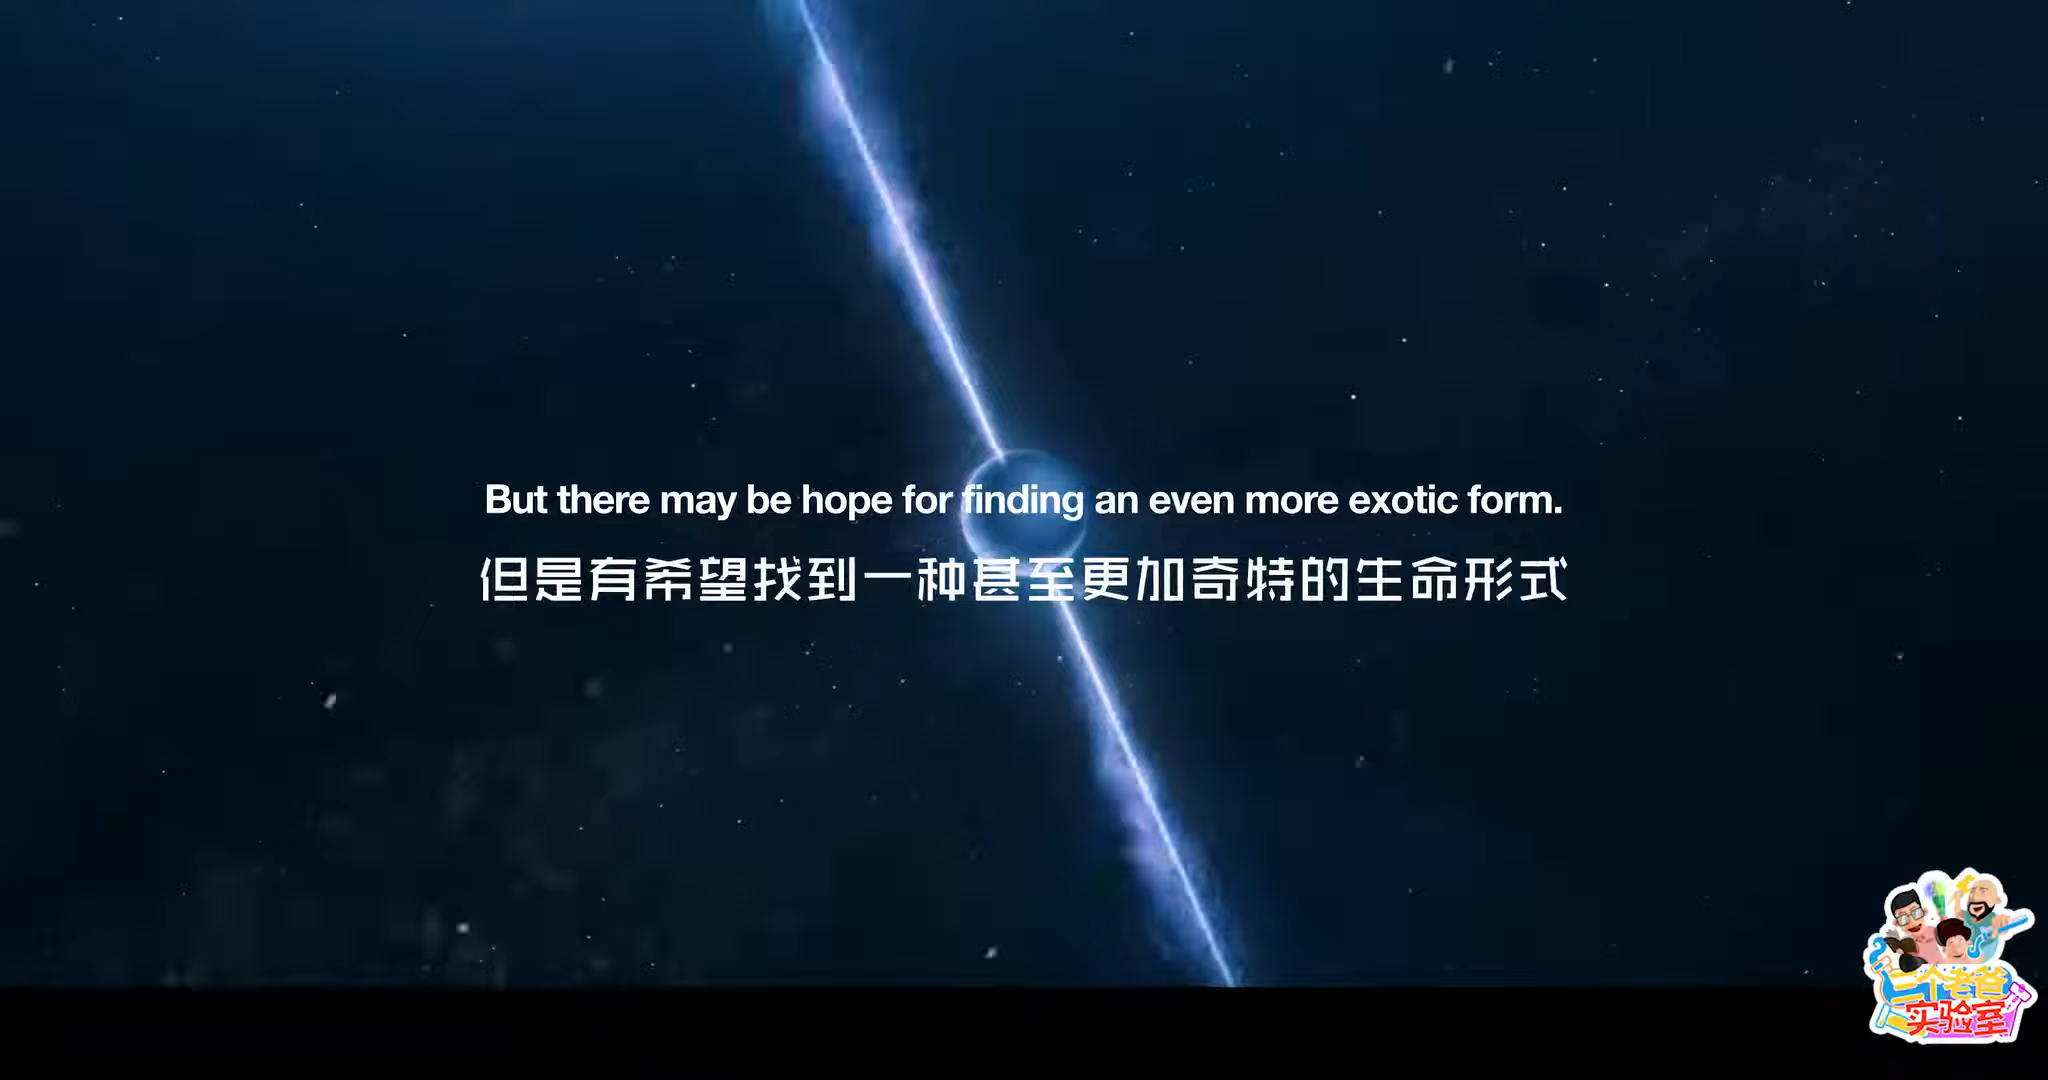 But there may be hope for finding an even more exotic form.
但是有希望找到一种甚至更加奇特的生命形式
二个老爸
实验室